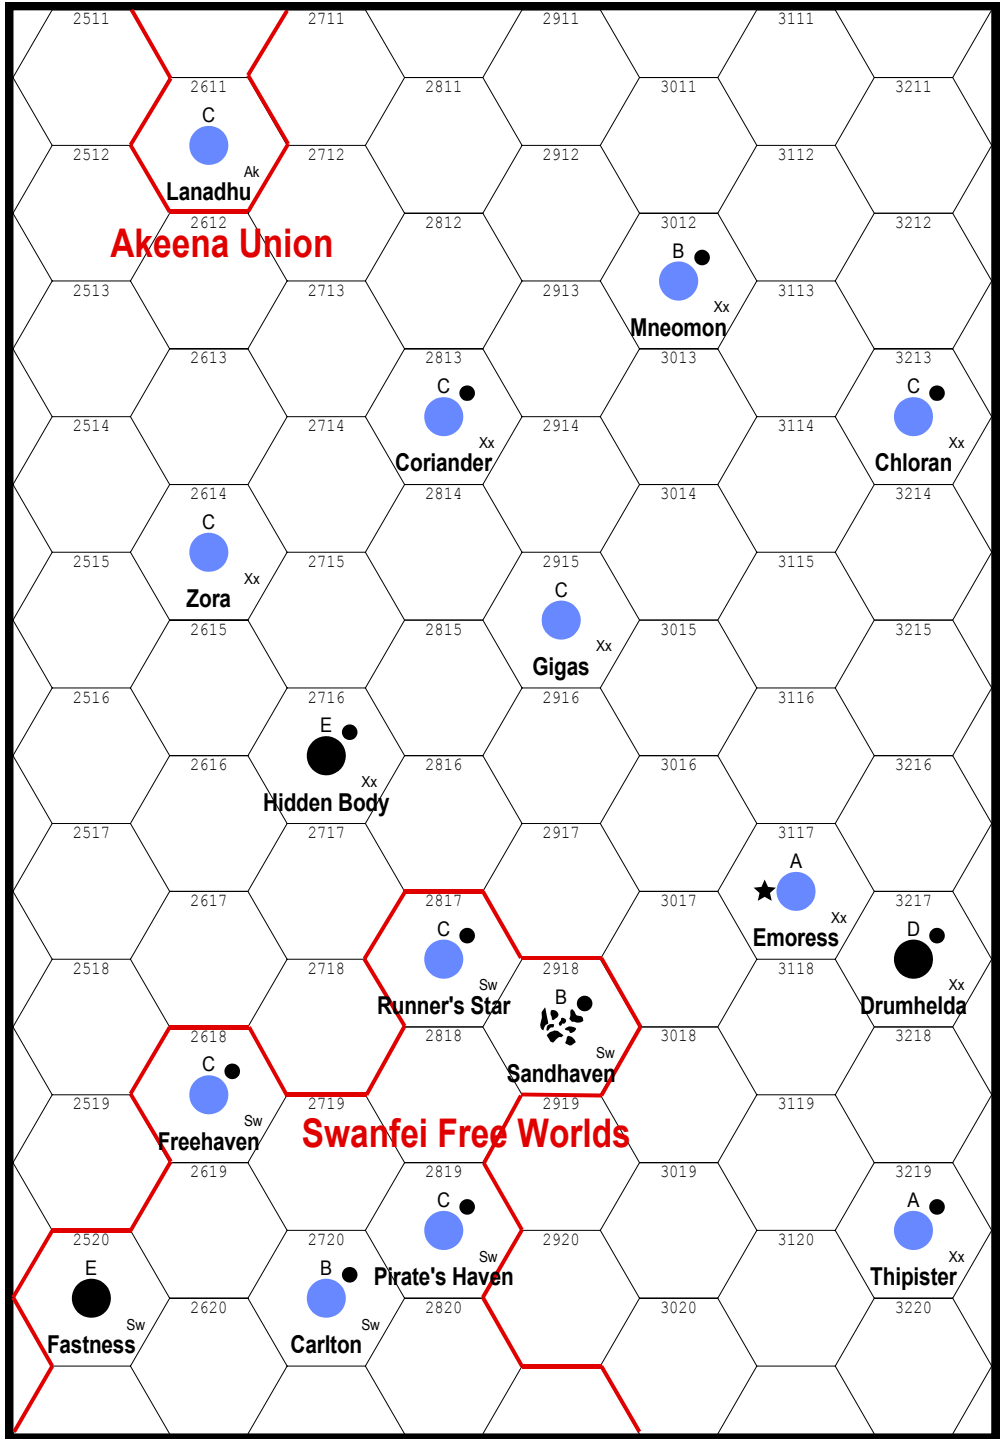 2511 2711 2911 3111
2611 2811 3011 3211
C
Ak
Lanadhu
2512 2712 2912 3112
2612 2812 3012 3212
Akeena Union
B
Xx
Mneomon
2513 2713 2913 3113
2613 2813 3013 3213
C C
Xx Xx
Coriander Chloran
2514 2714 2914 3114
2614 2814 3014 3214
C
Xx
Zora
2515 2715 2915 3115
C
Xx
Gigas
2615 2815 3015 3215
2516 2716 2916 3116
E
Xx
Hidden Body
2616 2816 3016 3216
2517 2717 2917 3117
A
Xx
Emoress
2617 2817 3017 3217
C D
Sw Xx
Runner's Star Drumhelda
2518 2718 2918 3118
B
Sw
Sandhaven
2618 2818 3018 3218
C
Sw
Freehaven
2519 2719 2919 3119
Swanfei Free Worlds
2619 2819 3019 3219
C A
Sw Xx
Pirate's Haven Thipister
2520 2720 2920 3120
E B
Sw Sw
Fastness Carlton
2620 2820 3020 3220